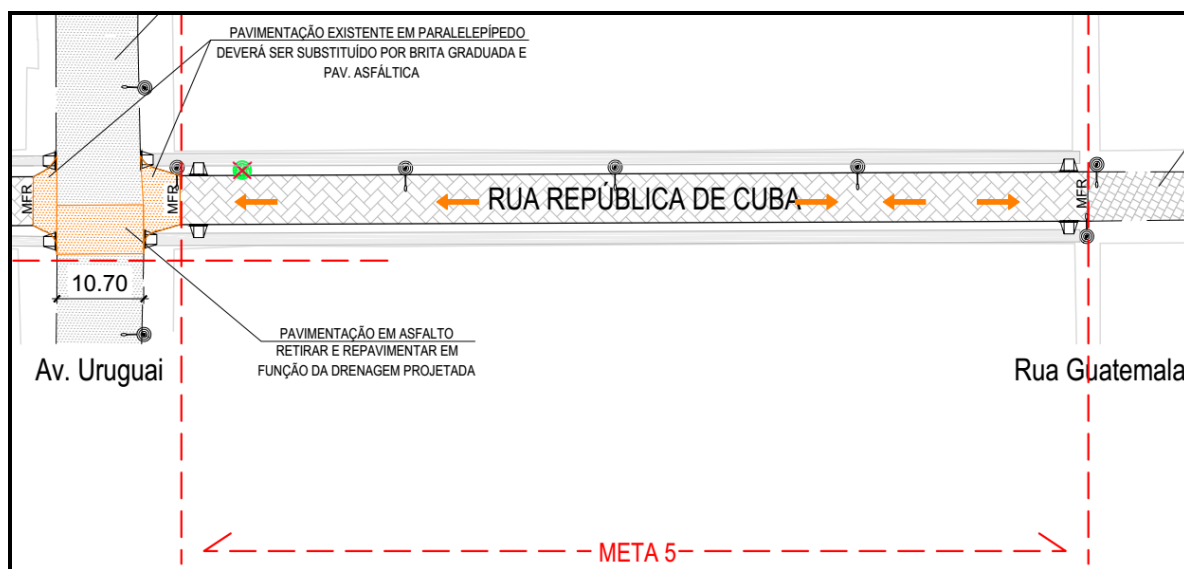 PAVIMENTAÇÃO EXISTENTE EM PARALELEPÍPEDO
DEVERÁ SER SUBSTITUÍDO POR BRITA GRADUADA E
PAV. ASFÁLTICA
MFR
MFR
RUA REPÚBLICA DE CUBA
MFR
10.70
PAVIMENTAÇÃO EM ASFALTO
RETIRAR E REPAVIMENTAR EM
FUNÇÃO DA DRENAGEM PROJETADA
Av. Uruguai
Rua Guatemala
META 5